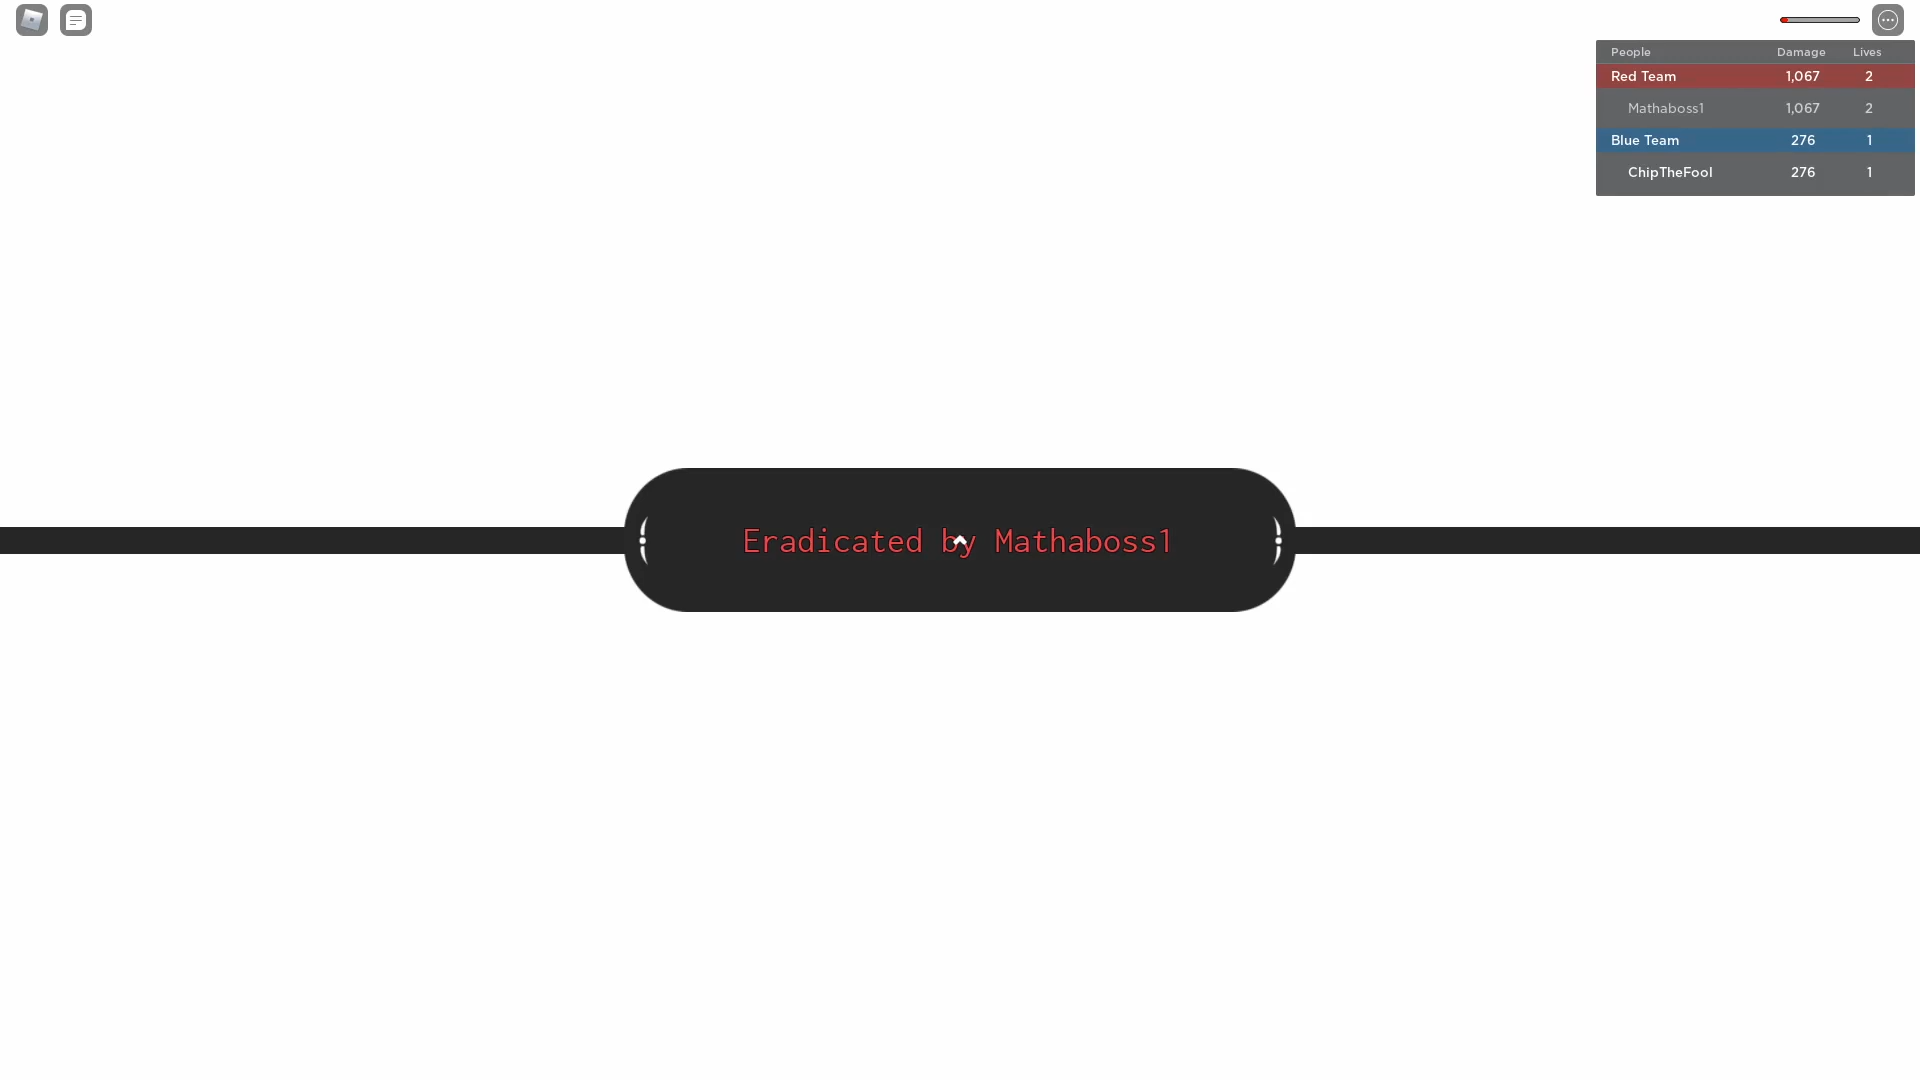 People Damage Lives
Red Team 1,067 2
Mathaboss1 1,067 2
Blue Team 276 1
ChipTheFool 276 1
Eradicated by Mathaboss1